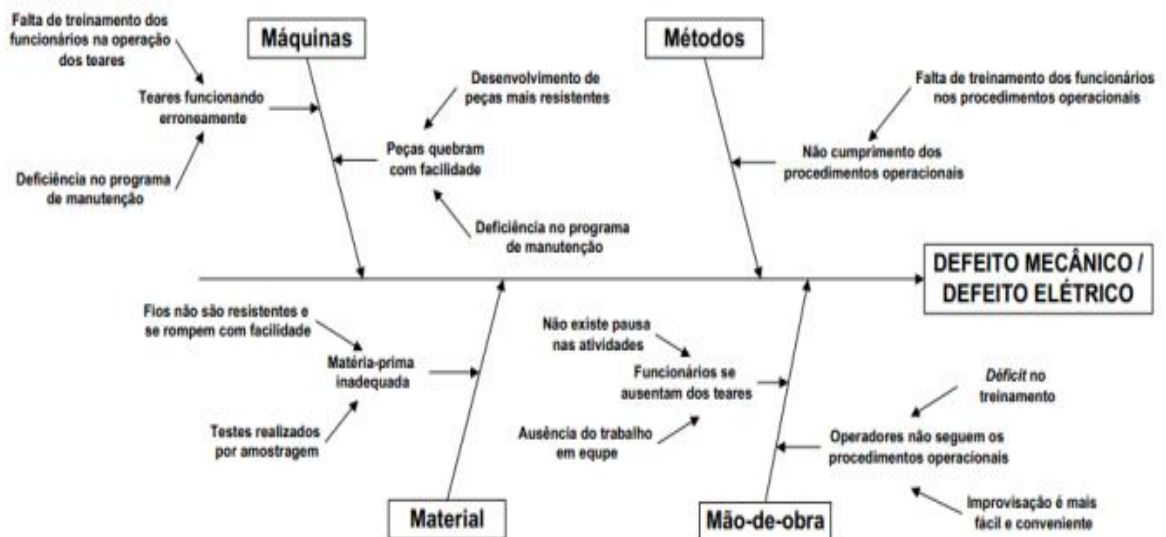 Falta de treinamento dos
funcionários na operação
dos teares
Máquinas
Métodos
Teares funcionando
erroneamente
Desenvolvimento de
peças mais resistentes
Falta de treinamento dos funcionários
nos procedimentos operacionais
Peças quebram
com facilidade
Não cumprimento dos
procedimentos operacionais
Deficiência no programa
de manutenção
Deficiência no programa
de manutenção
DEFEITO MECÂNICO /
DEFEITO ELÉTRICO
Fios não são resistentes e
se rompem com facilidade
Matéria-prima
inadequada
Testes realizados
por amostragem
Não existe pausa
nas atividades
Funcionários se
ausentam dos teares
Ausência do trabalho
em equpe
Déficit no
treinamento
Operadores não seguem os
procedimentos operacionais
Improvisação é mais
fácil e conveniente
Material
Mão-de-obra